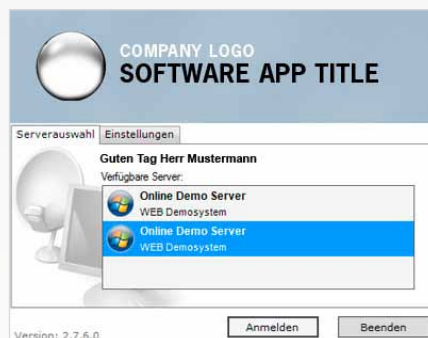 COMPANY LOGO
SOFTWARE APP TITLE
Serverauswahl Einstellungen
Guten Tag Herr Mustermann
Verfügbare Server:
Online Demo Server
WEB Demosystem
Online Demo Server
WEB Demosystem
Anmelden Beenden
Version: 2.7.6.0